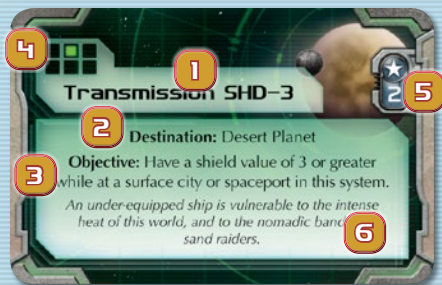 4
1
5
2
Transmission SHD-3
2
Destination: Desert Planet
3
Objective: Have a shield value of 3 or greater
while at a surface city or spaceport in this system.
An under-equipped ship is vulnerable to the intense
heat of this world, and to the nomadic
6
sand raiders.